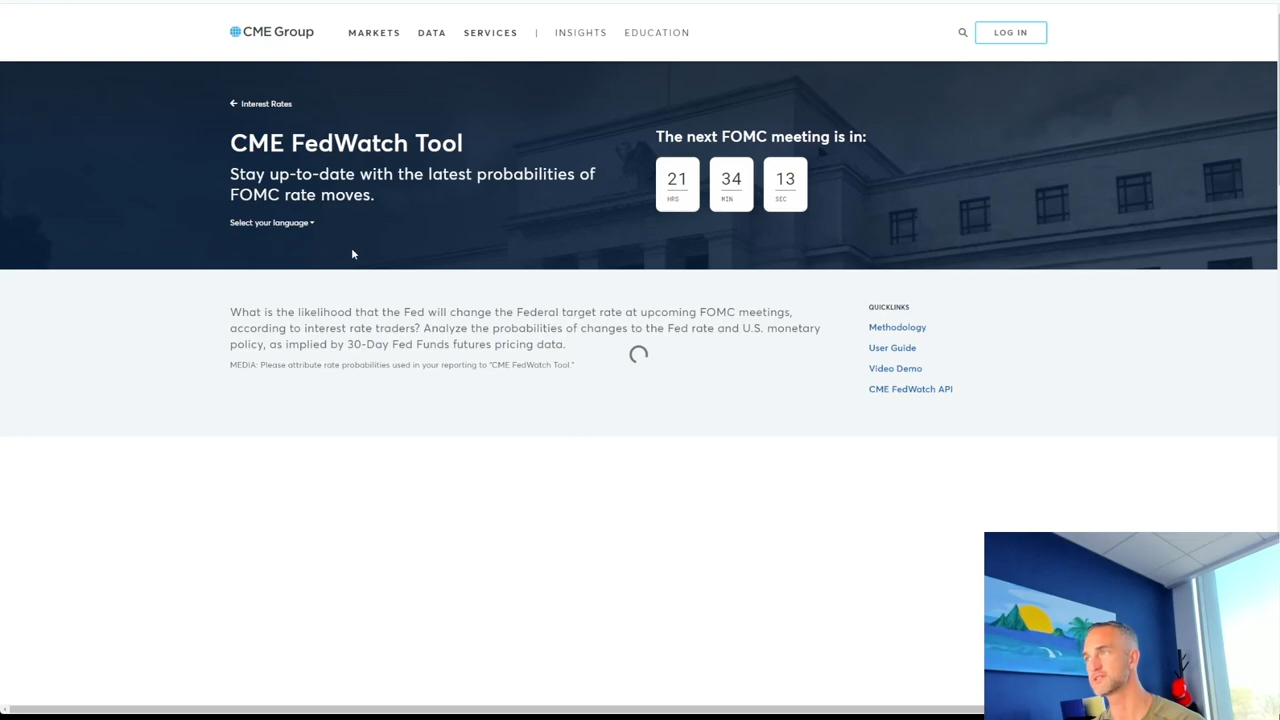 CME Group
MARKETS DATA SERVICES | INSIGHTS EDUCATION
LOG IN
Interest Rates
CME FedWatch Tool
Stay up-to-date with the latest probabilities of
FOMC rate moves.
Select your language
The next FOMC meeting is in:
21 34 13
HRS MIN SEC
What is the likelihood that the Fed will change the Federal target rate at upcoming FOMC meetings,
according to interest rate traders? Analyze the probabilities of changes to the Fed rate and U.S. monetary
policy, as implied by 30-Day Fed Funds futures pricing data.
MEDIA: Please attribute rate probabilities used in your reporting to "CME FedWatch Tool."
QUICKLINKS
Methodology
User Guide
Video Demo
CME FedWatch API